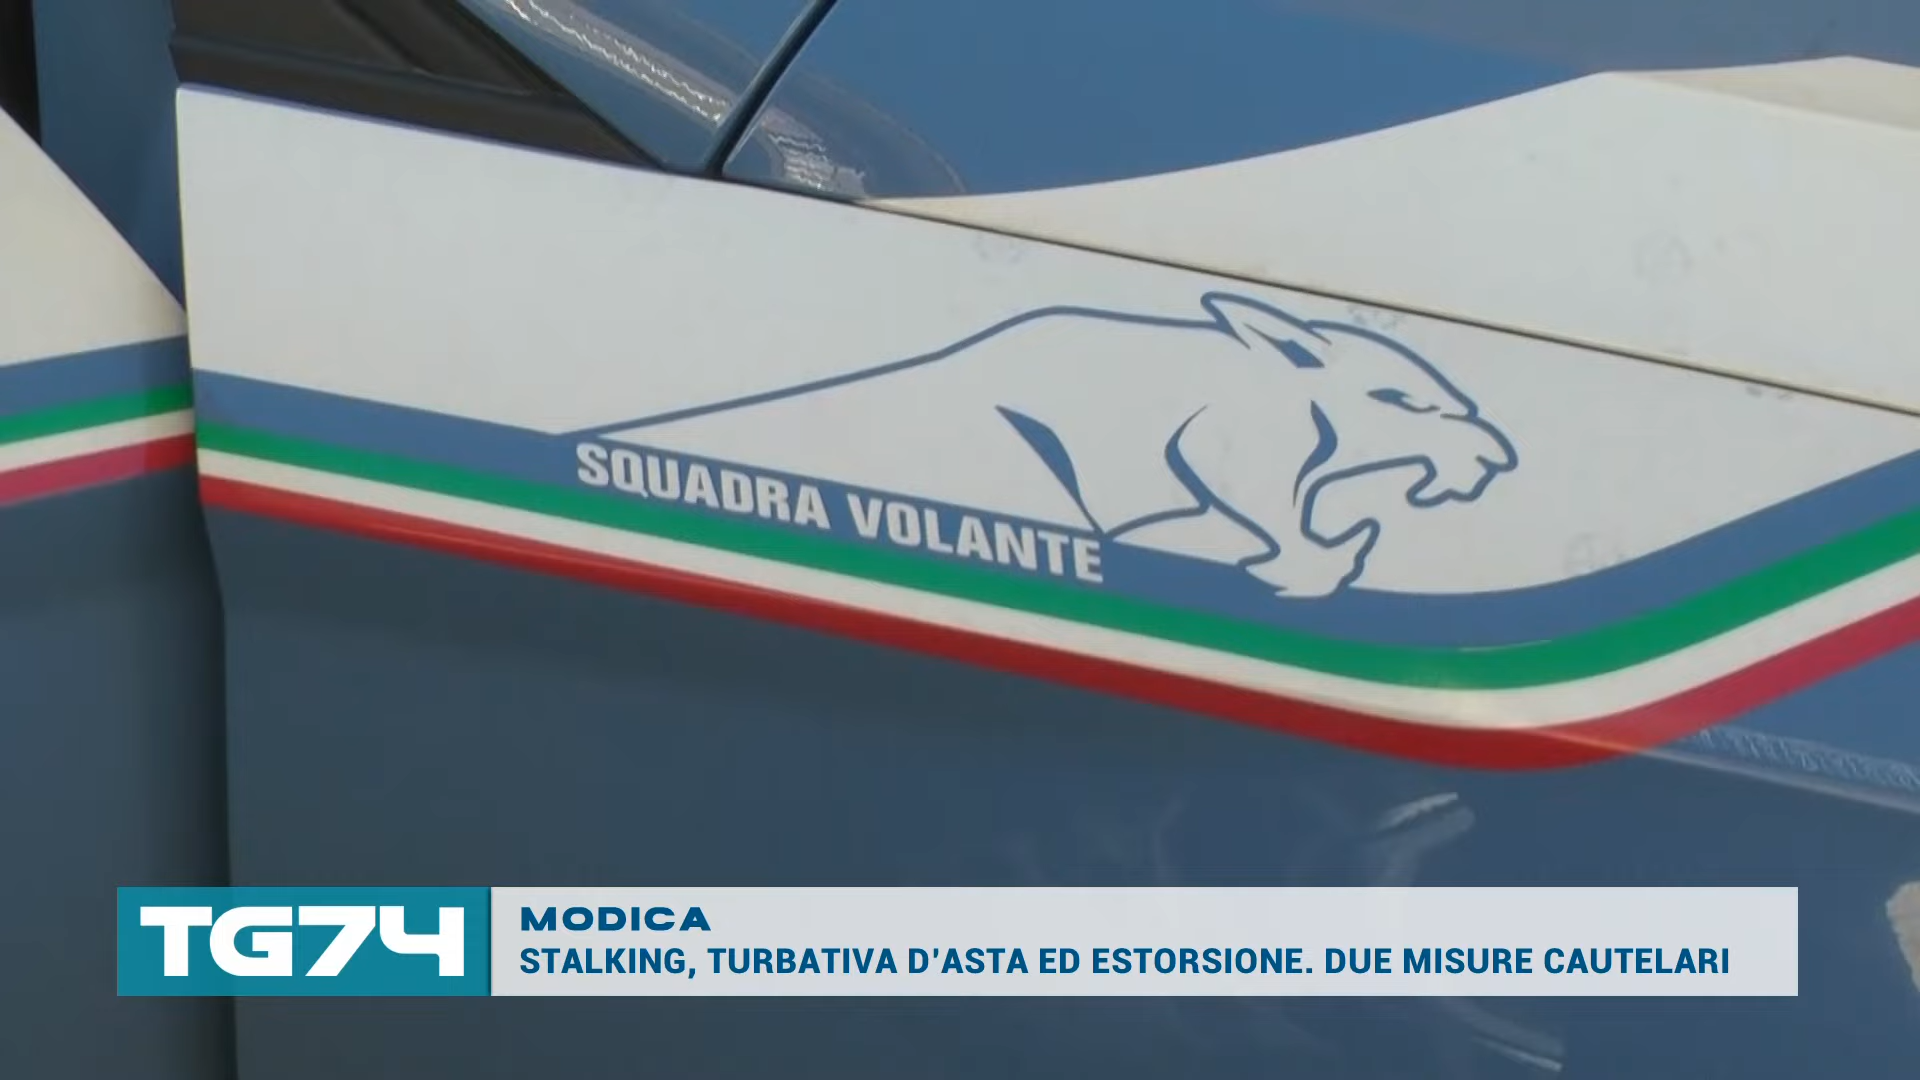 SQUADRA VOLANTE
TG74
MODICA
STALKING, TURBATIVA D'ASTA ED ESTORSIONE. DUE MISURE CAUTELARI